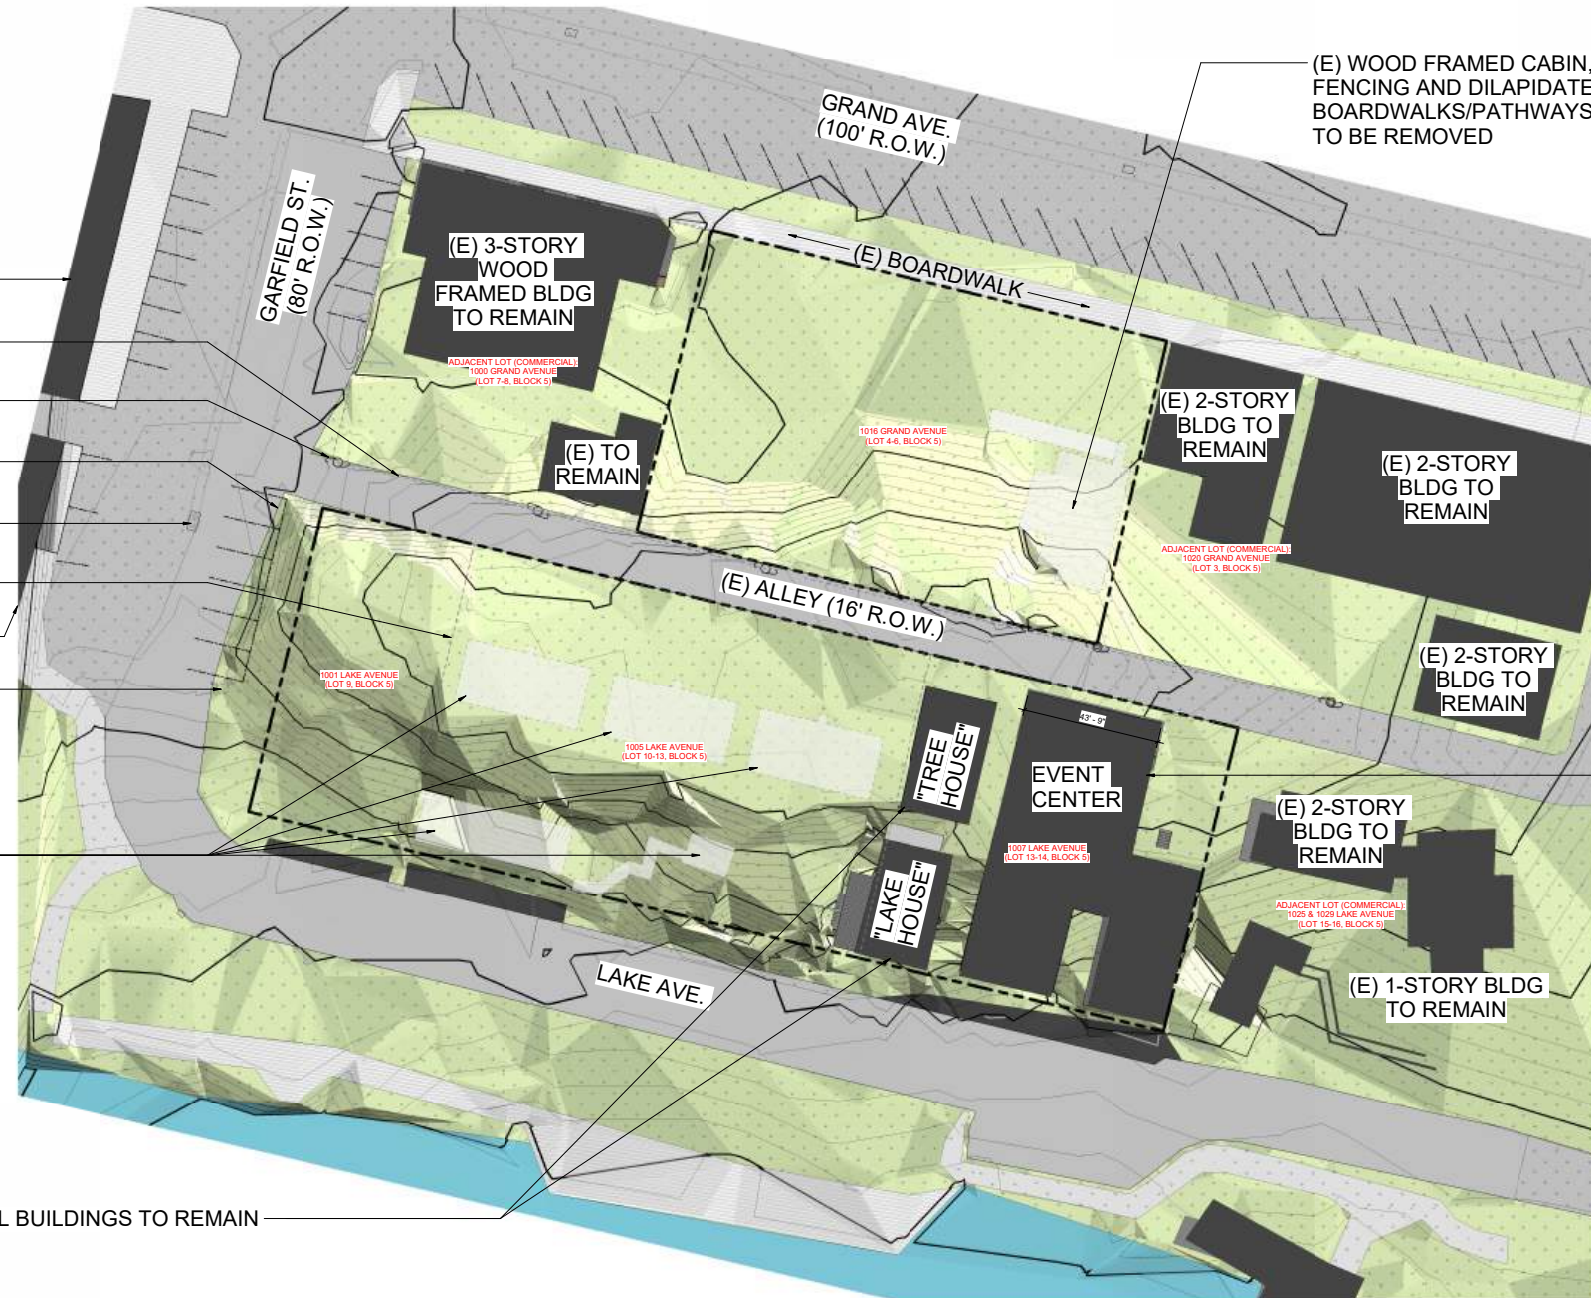 (E) WOOD FRAMED CABIN,
FENCING AND DILAPIDATE
BOARDWALKS/PATHWAYS
TO BE REMOVED
GRAND AVE.
(100' R.O.W.)
GARFIELD ST.
(80' R.O.W.)
(E) 3-STORY
WOOD
FRAMED BLDG
TO REMAIN
ADJACENT LOT (COMMERCIAL):
1000 GRAND AVENUE
(LOT 7-8, BLOCK 5)
(E) BOARDWALK
(E) TO
REMAIN
1016 GRAND AVENUE
(LOT 4-6, BLOCK 5)
(E) 2-STORY
BLDG TO
REMAIN
(E) 2-STORY
BLDG TO
REMAIN
ADJACENT LOT (COMMERCIAL):
1020 GRAND AVENUE
(LOT 3, BLOCK 5)
(E) ALLEY (16' R.O.W.)
(E) 2-STORY
BLDG TO
REMAIN
1001 LAKE AVENUE
(LOT 9, BLOCK 5)
1005 LAKE AVENUE
(LOT 10-13, BLOCK 5)
43' - 9"
"TREE
HOUSE"
EVENT
CENTER
1007 LAKE AVENUE
(LOT 13-14, BLOCK 5)
"LAKE
HOUSE"
(E) 2-STORY
BLDG TO
REMAIN
ADJACENT LOT (COMMERCIAL):
1025 & 1029 LAKE AVENUE
(LOT 15-16, BLOCK 5)
(E) 1-STORY BLDG
TO REMAIN
LAKE AVE.
L BUILDINGS TO REMAIN